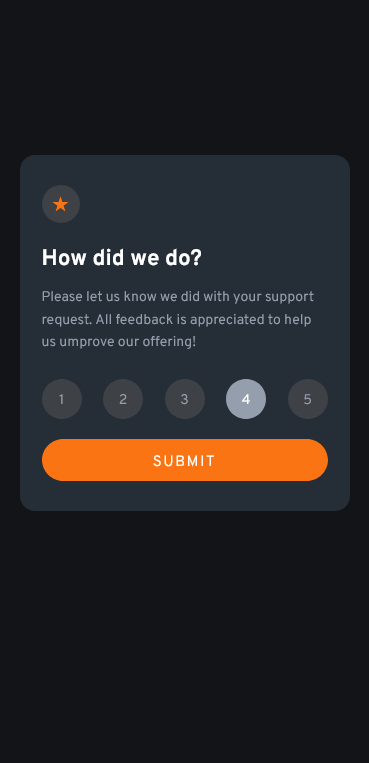 How did we do?
Please let us know we did with your support
request. All feedback is appreciated to help
us umprove our offering!
1 2 3 4 5
SUBMIT